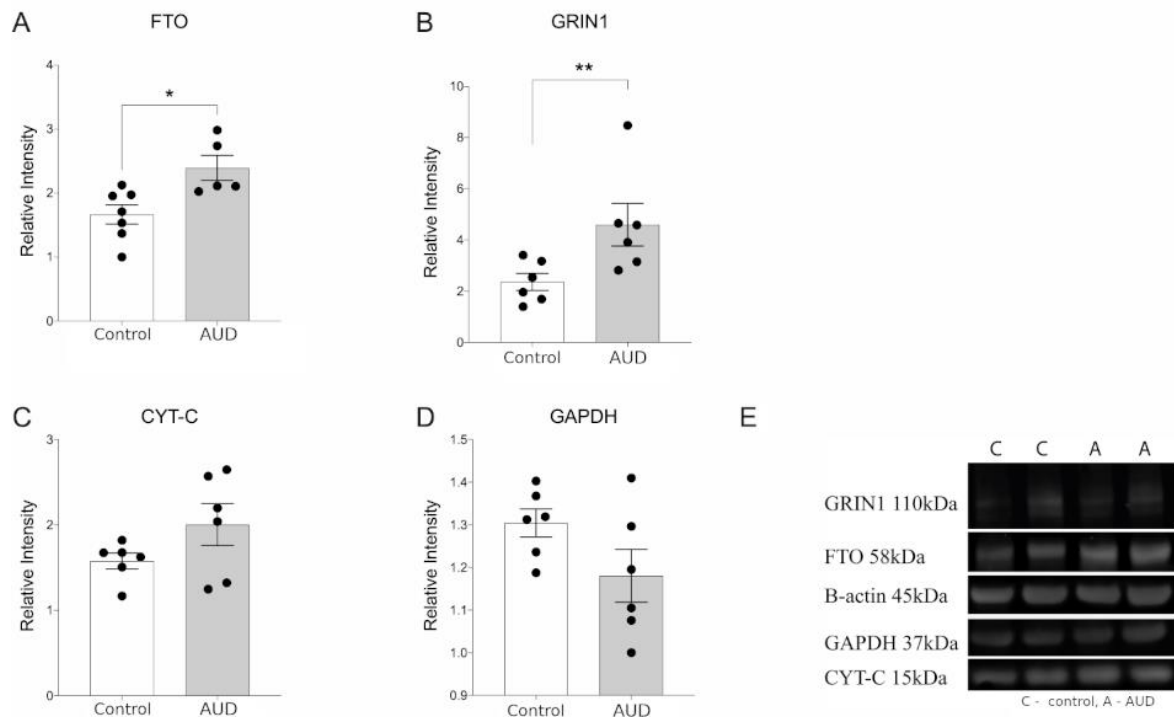 A
FTO
Relative Intensity
4
3
2
1
0
*
Control
AUD
B
GRIN1
Relative Intensity
10
8
6
4
2
0
**
Control
AUD
C
CYT-C
Relative Intensity
3
2
1
0
Control
AUD
D
GAPDH
Relative Intensity
1.5
1.4
1.3
1.2
1.1
1.0
0.9
Control
AUD
E
C C A A
GRIN1 110kDa
FTO 58kDa
B-actin 45kDa
GAPDH 37kDa
CYT-C 15kDa
C - control, A - AUD